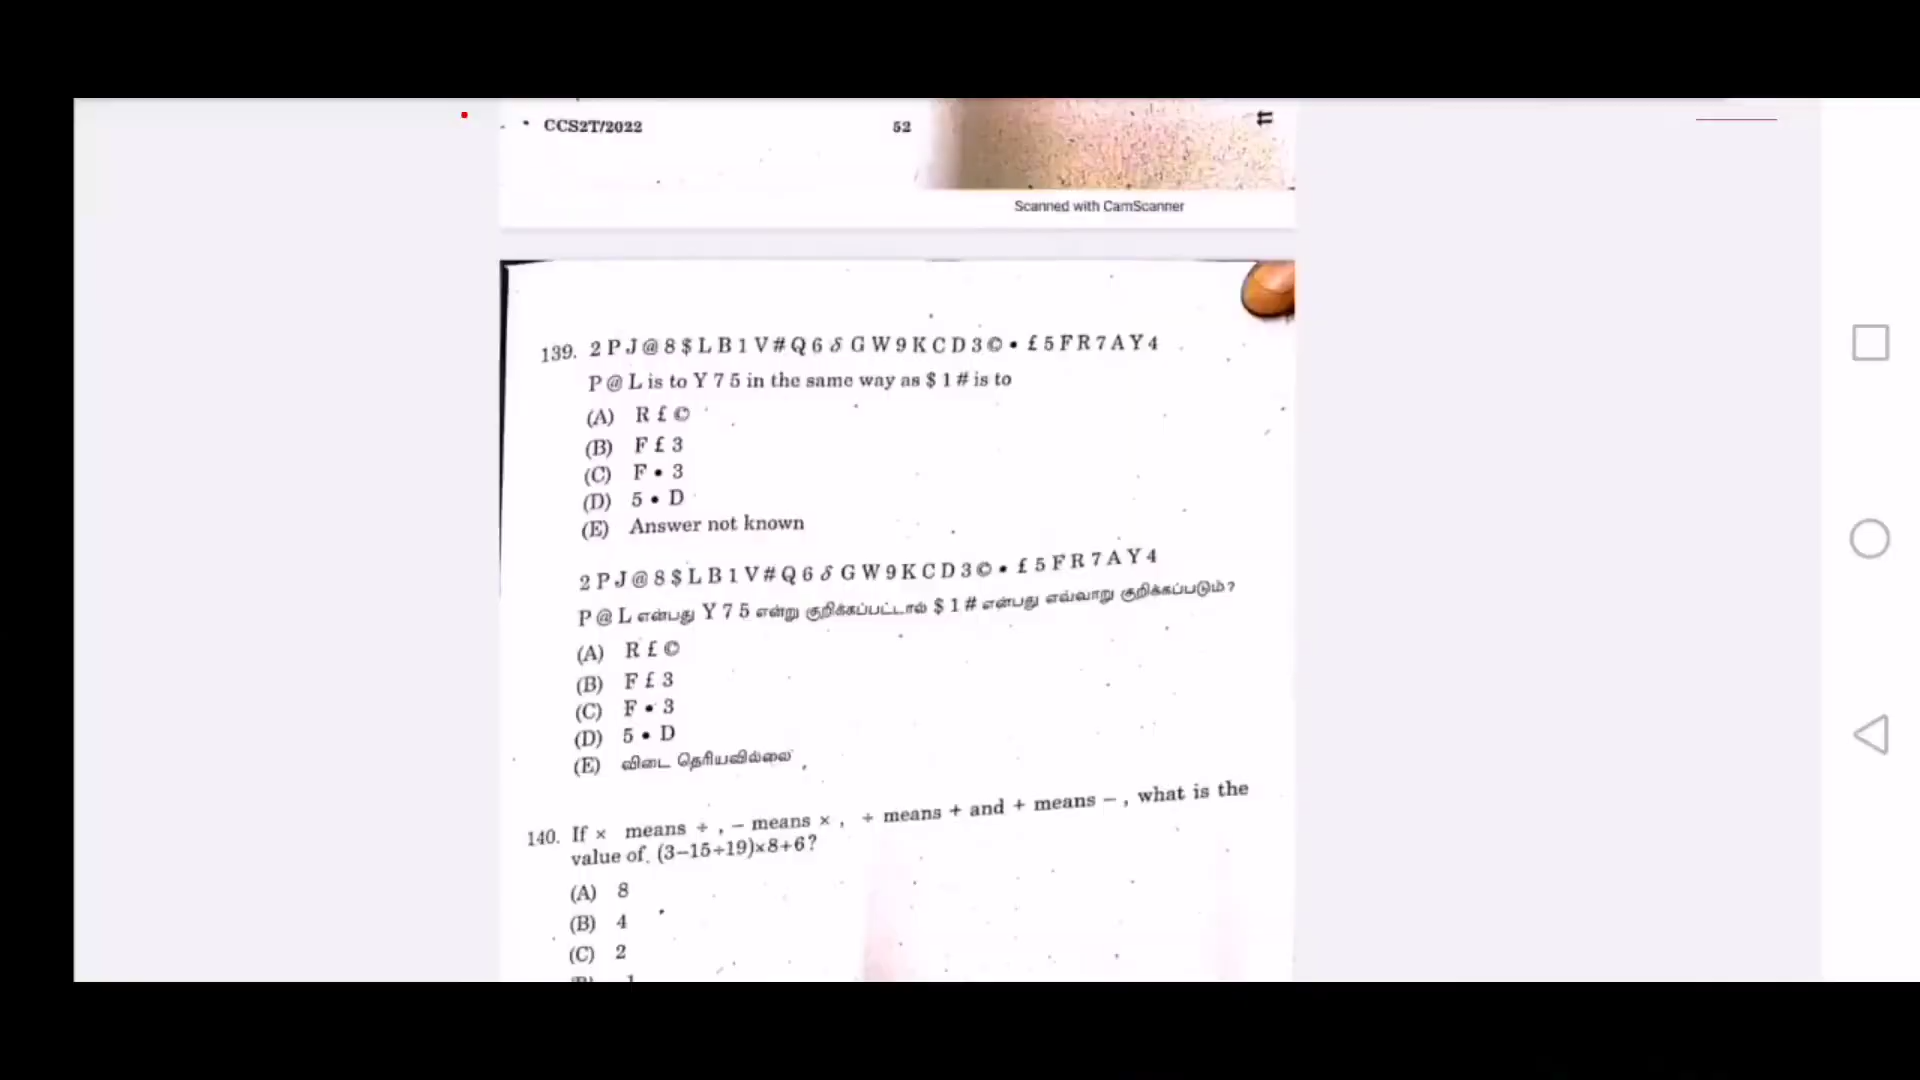 CCS2T/2022 52
Scanned with CamScanner
139. 2 P J @ 8 $ L B 1 V # Q 6 δ G W 9 K C D 3 © • £ 5 F R 7 A Y 4
P @ L is to Y 7 5 in the same way as $ 1 # is to
(A) R £ ©
(B) F £ 3
(C) F • 3
(D) 5 • D
(E) Answer not known
2 P J @ 8 $ L B 1 V # Q 6 δ G W 9 K C D 3 © • £ 5 F R 7 A Y 4
P @ L என்பது Y 7 5 என்று குறிக்கப்பட்டால் $ 1 # என்பது எவ்வாறு குறிக்கப்படும்?
(A) R £ ©
(B) F £ 3
(C) F • 3
(D) 5 • D
(E) விடை தெரியவில்லை
140. If × means ÷ , − means × , ÷ means + and + means − , what is the
value of (3−15÷19)×8+6?
(A) 8
(B) 4
(C) 2